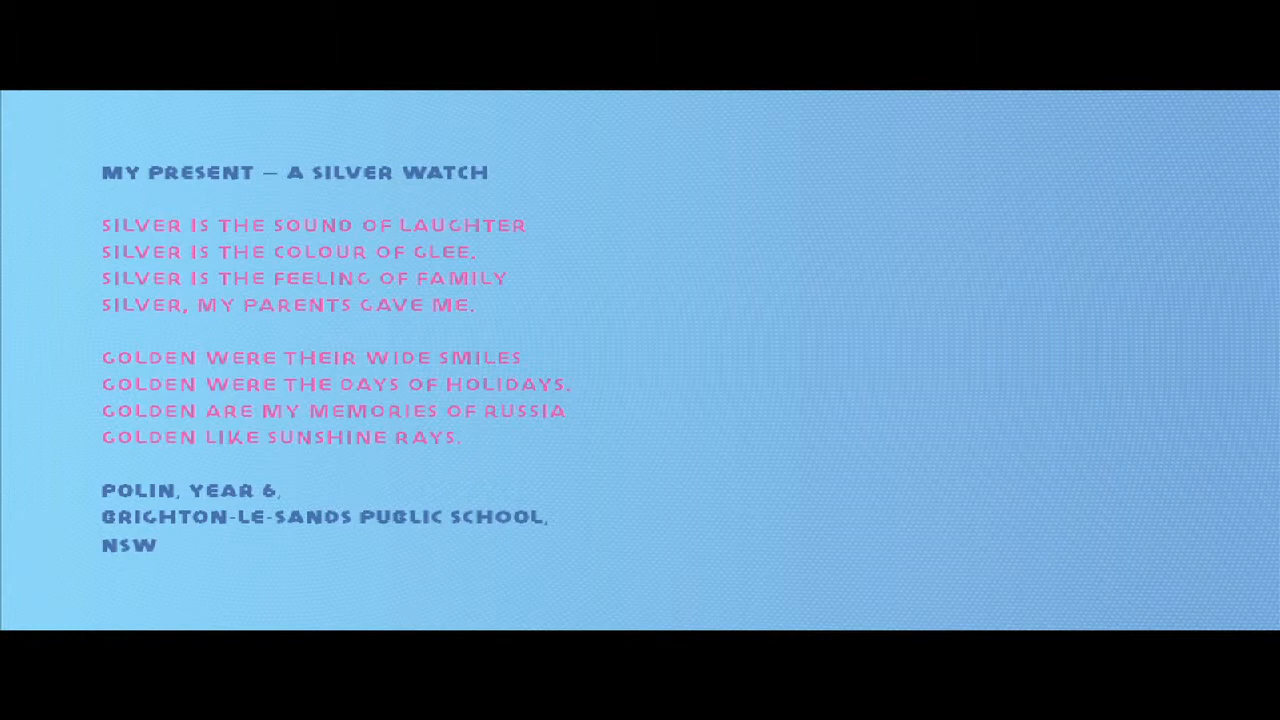 MY PRESENT – A SILVER WATCH
SILVER IS THE SOUND OF LAUGHTER
SILVER IS THE COLOUR OF GLEE.
SILVER IS THE FEELING OF FAMILY
SILVER, MY PARENTS GAVE ME.
GOLDEN WERE THEIR WIDE SMILES
GOLDEN WERE THE DAYS OF HOLIDAYS.
GOLDEN ARE MY MEMORIES OF RUSSIA
GOLDEN LIKE SUNSHINE RAYS.
POLIN, YEAR 6,
BRIGHTON-LE-SANDS PUBLIC SCHOOL,
NSW